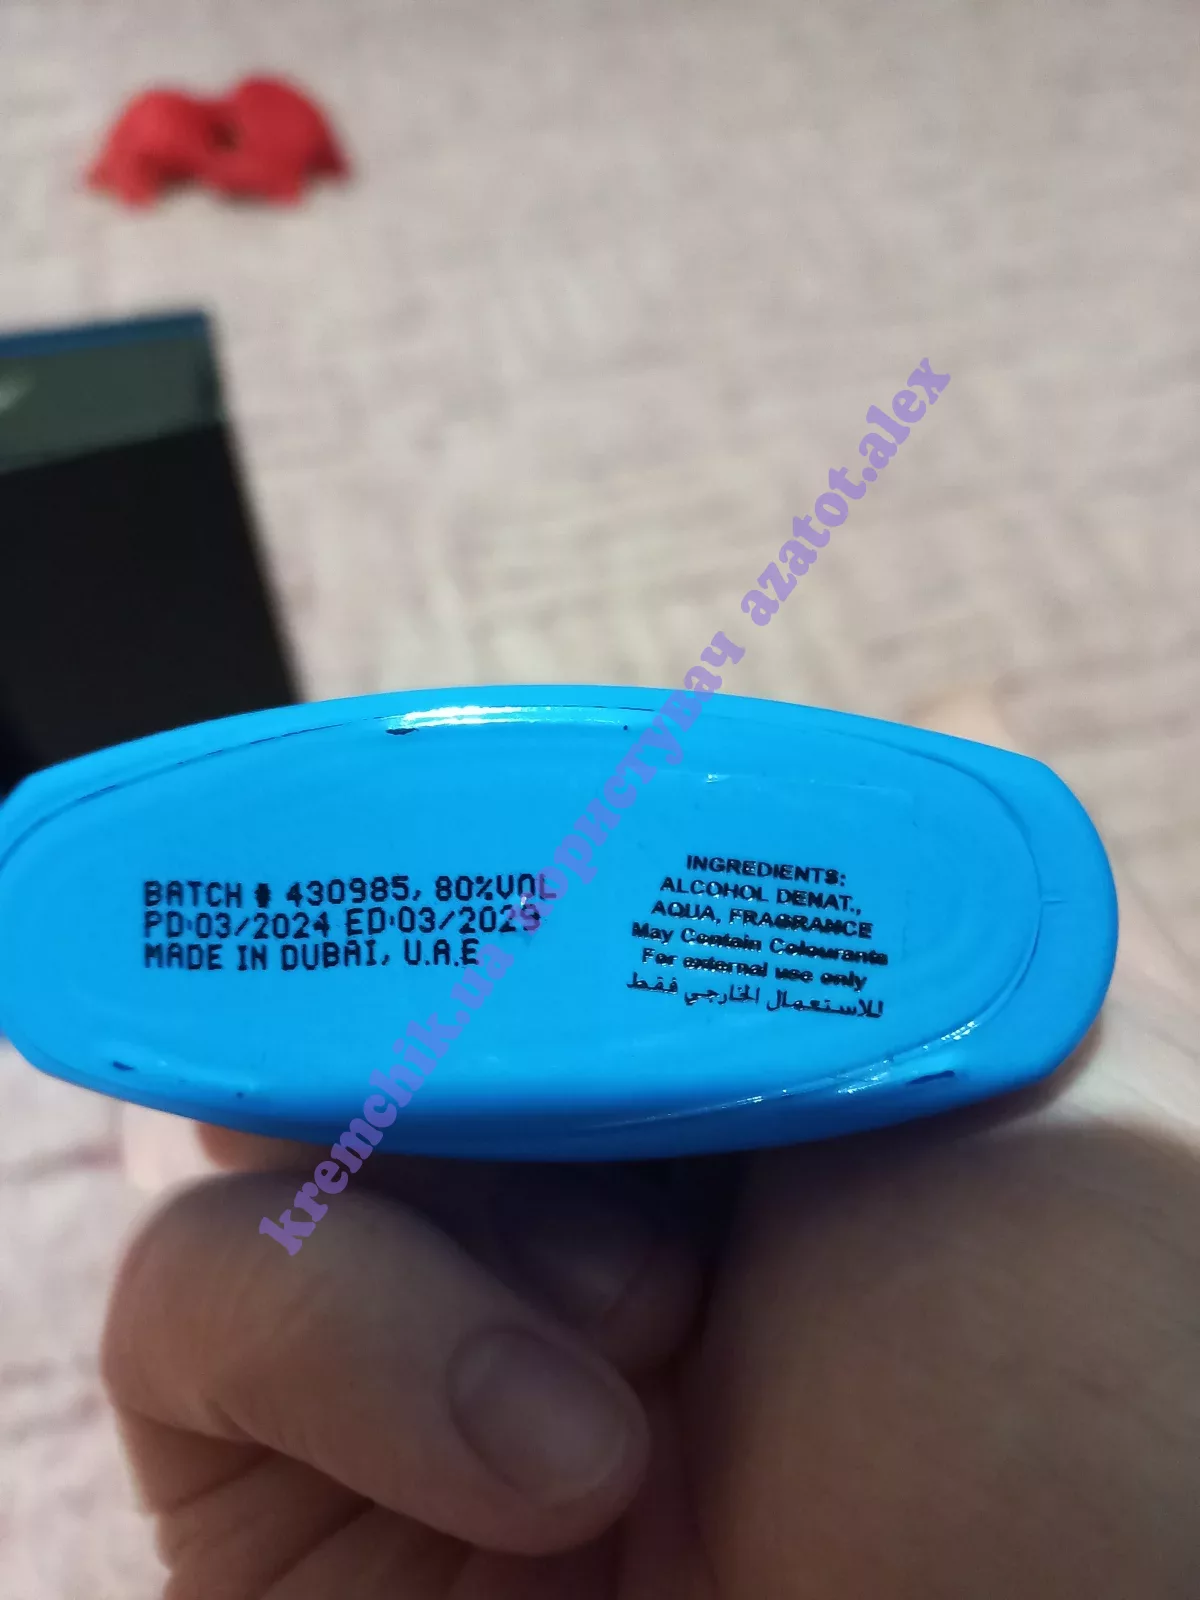 BATCH # 430985, 80%VOL
PD:03/2024 ED:03/2029
MADE IN DUBAI, U.A.E
INGREDIENTS:
ALCOHOL DENAT.,
AQUA, FRAGRANCE
May Contain Colourants
For external use only
للاستعمال الخارجي فقط
kremchik.ua користувач azatot.alex